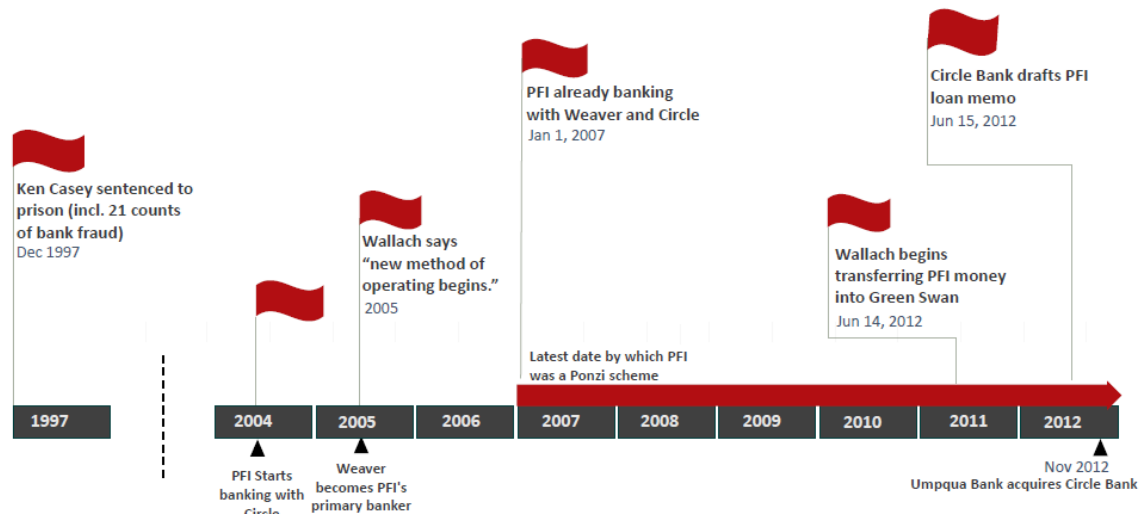 Ken Casey sentenced to
prison (incl. 21 counts
of bank fraud)
Dec 1997
Wallach says
“new method of
operating begins.”
2005
PFI already banking
with Weaver and Circle
Jan 1, 2007
Wallach begins
transferring PFI money
into Green Swan
Jun 14, 2012
Circle Bank drafts PFI
loan memo
Jun 15, 2012
Latest date by which PFI
was a Ponzi scheme
1997
2004
2005
2006
2007
2008
2009
2010
2011
2012
PFI Starts
banking with
Circle
Weaver
becomes PFI's
primary banker
Nov 2012
Umpqua Bank acquires Circle Bank